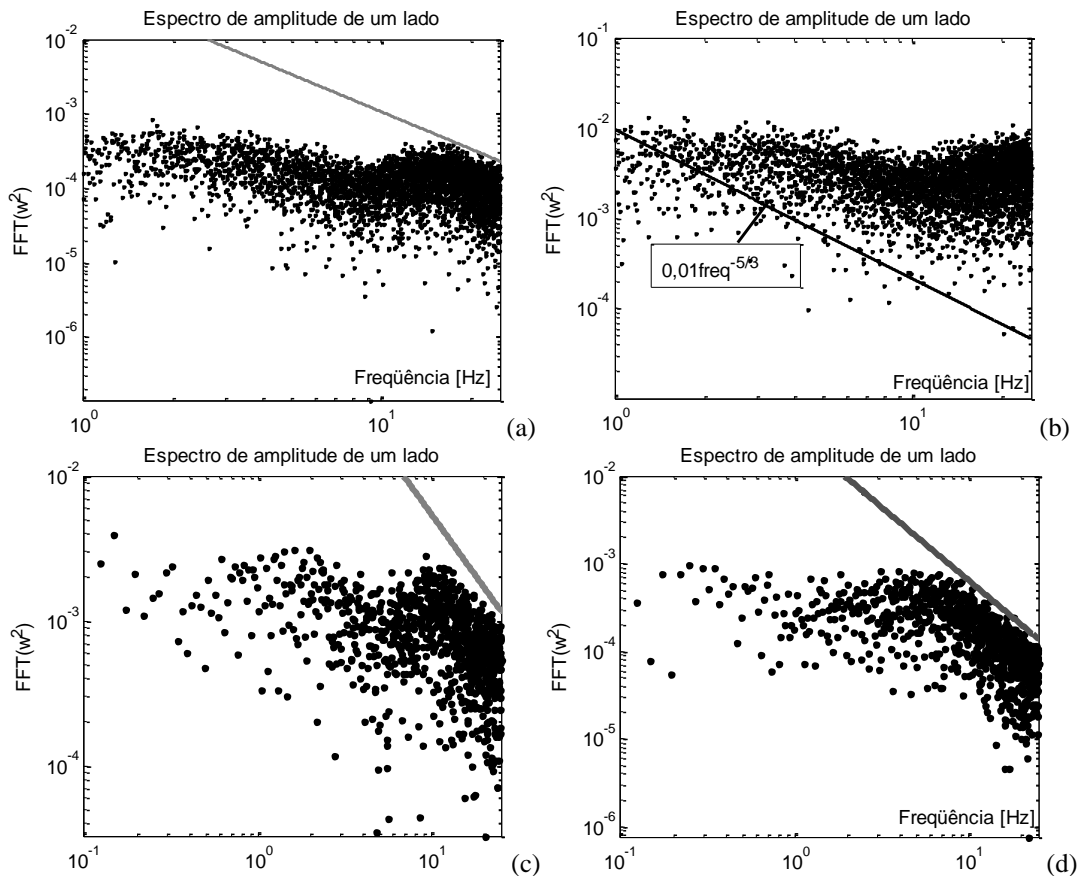 Espectro de amplitude de um lado
10^-2
10^-3
10^-4
10^-5
10^-6
FFT(w^2)
Freqüência [Hz]
10^0
10^1
(a)
Espectro de amplitude de um lado
10^-1
10^-2
10^-3
10^-4
FFT(w^2)
0,01freq^-5/3
Freqüência [Hz]
10^0
10^1
(b)
Espectro de amplitude de um lado
10^-2
10^-3
10^-4
FFT(w^2)
10^-1
10^0
10^1
(c)
Espectro de amplitude de um lado
10^-2
10^-3
10^-4
10^-5
10^-6
FFT(w^2)
Freqüência [Hz]
10^-1
10^0
10^1
(d)